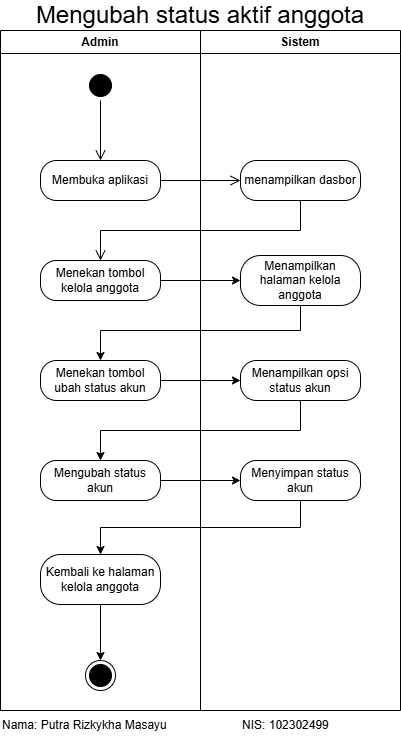 Mengubah status aktif anggota
Admin
Sistem
Membuka aplikasi
menampilkan dasbor
Menekan tombol
kelola anggota
Menampilkan
halaman kelola
anggota
Menekan tombol
ubah status akun
Menampilkan opsi
status akun
Mengubah status
akun
Menyimpan status
akun
Kembali ke halaman
kelola anggota
Nama: Putra Rizkykha Masayu
NIS: 102302499